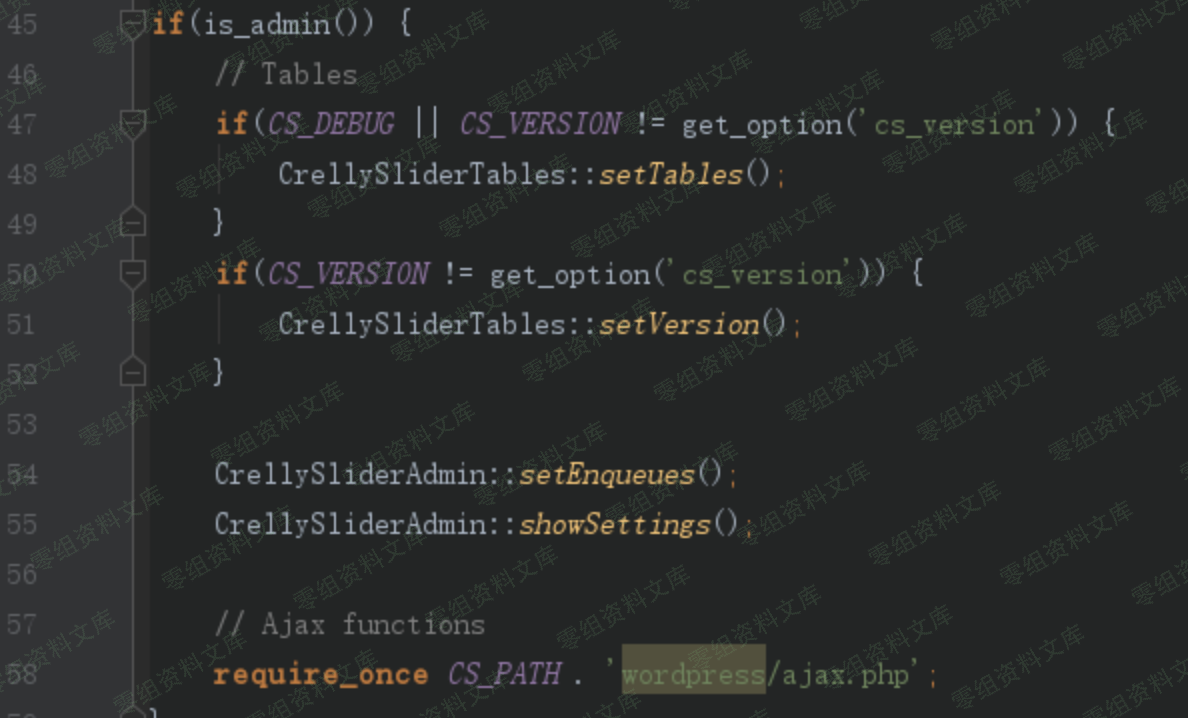 45 if(is_admin()) {
46 // Tables
47 if(CS_DEBUG || CS_VERSION != get_option('cs_version')) {
48 CrellySliderTables::setTables();
49 }
50 if(CS_VERSION != get_option('cs_version')) {
51 CrellySliderTables::setVersion();
52 }
53
54 CrellySliderAdmin::setEnqueues();
55 CrellySliderAdmin::showSettings();
56
57 // Ajax functions
58 require_once CS_PATH . 'wordpress/ajax.php';
}
零组资料文库